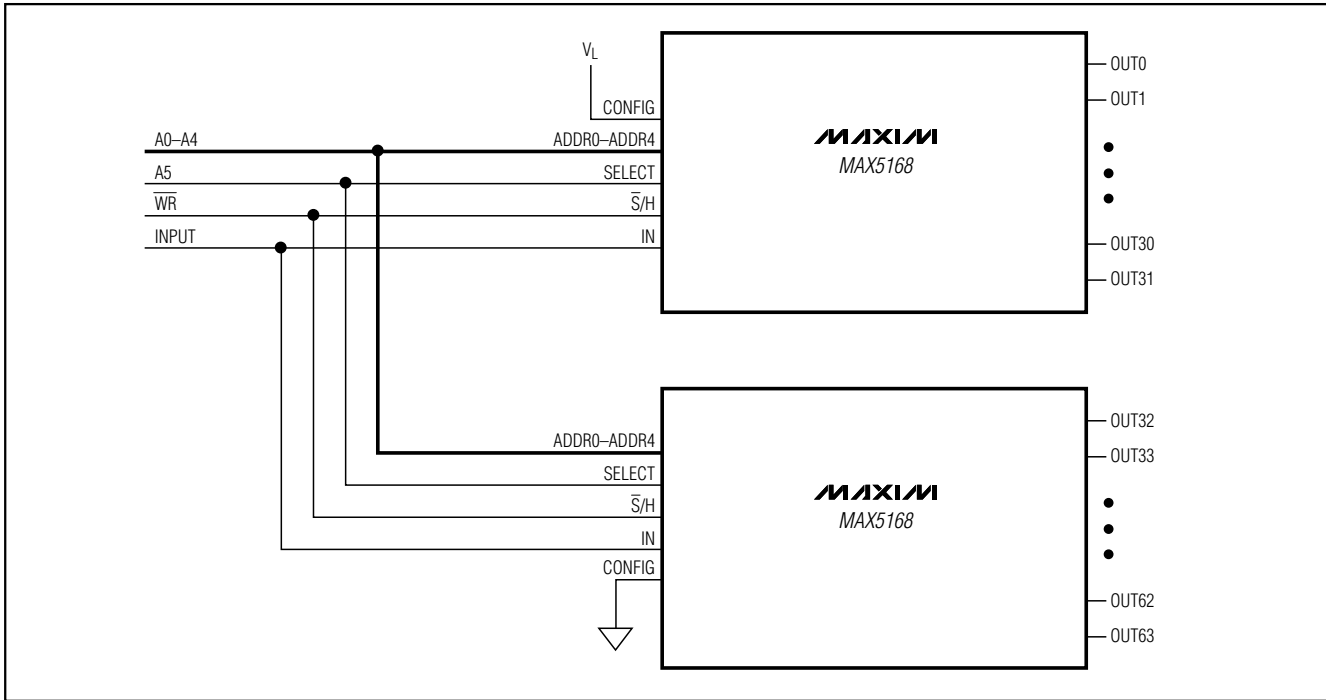 V_L
CONFIG
A0–A4
ADDR0–ADDR4
A5
SELECT
W̅R̅
S̅/H
INPUT
IN
MAXIM
MAX5168
OUT0
OUT1
OUT30
OUT31
ADDR0–ADDR4
SELECT
S̅/H
IN
CONFIG
MAXIM
MAX5168
OUT32
OUT33
OUT62
OUT63